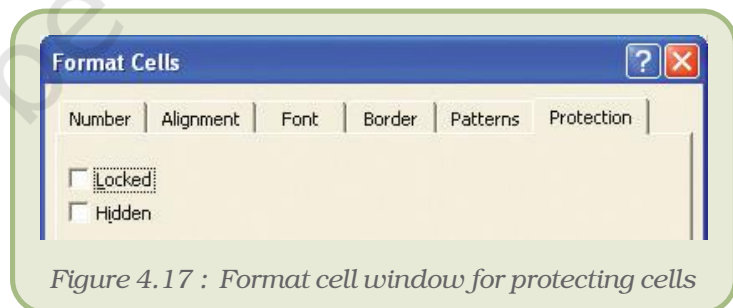 Format Cells
Number Alignment Font Border Patterns Protection
Locked
Hidden
Figure 4.17 : Format cell window for protecting cells